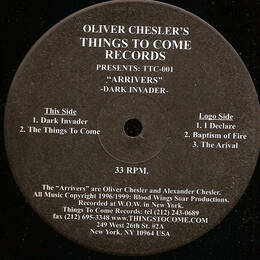 OLIVER CHESLER'S
THINGS TO COME
RECORDS
PRESENTS: TTC-001
"ARRIVERS"
-DARK INVADER-
This Side
1. Dark Invader
2. The Things To Come
Logo Side
1. I Declare
2. Baptism of Fire
3. The Arival
33 RPM.
The "Arrivers" are Oliver Chesler and Alexander Chesler.
All Music Copyright 1996/1999: Blood Wings Soar Productions.
Recorded at W.O.W. in New York.
Things To Come Records: tel (212) 243-0689
fax (212) 695-3348 WWW.THINGSTOCOME.COM
249 West 26th St. #2A
New York, NY 10964 USA